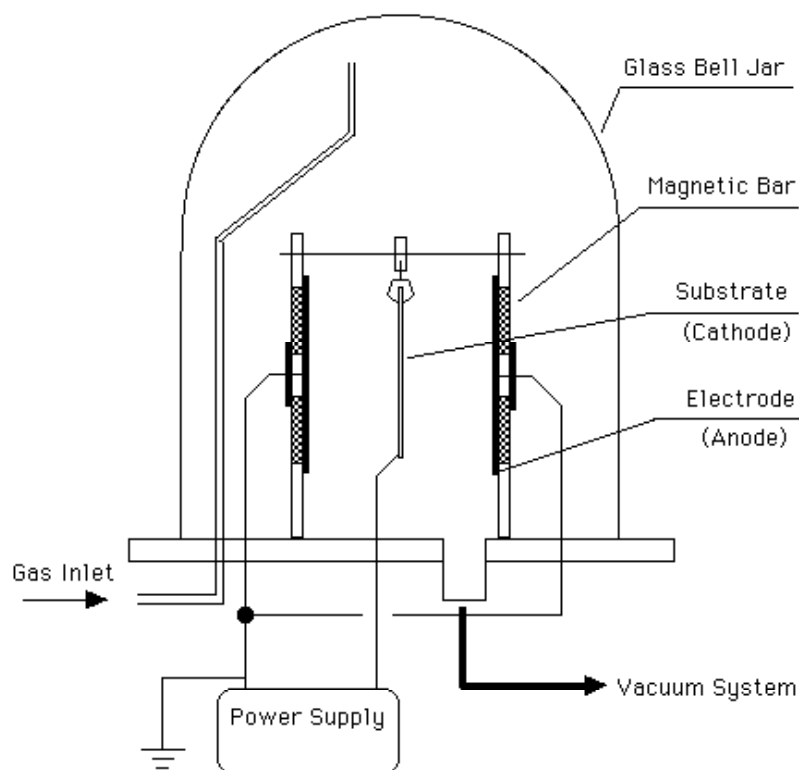 Glass Bell Jar
Magnetic Bar
Substrate
(Cathode)
Electrode
(Anode)
Gas Inlet
Vacuum System
Power Supply